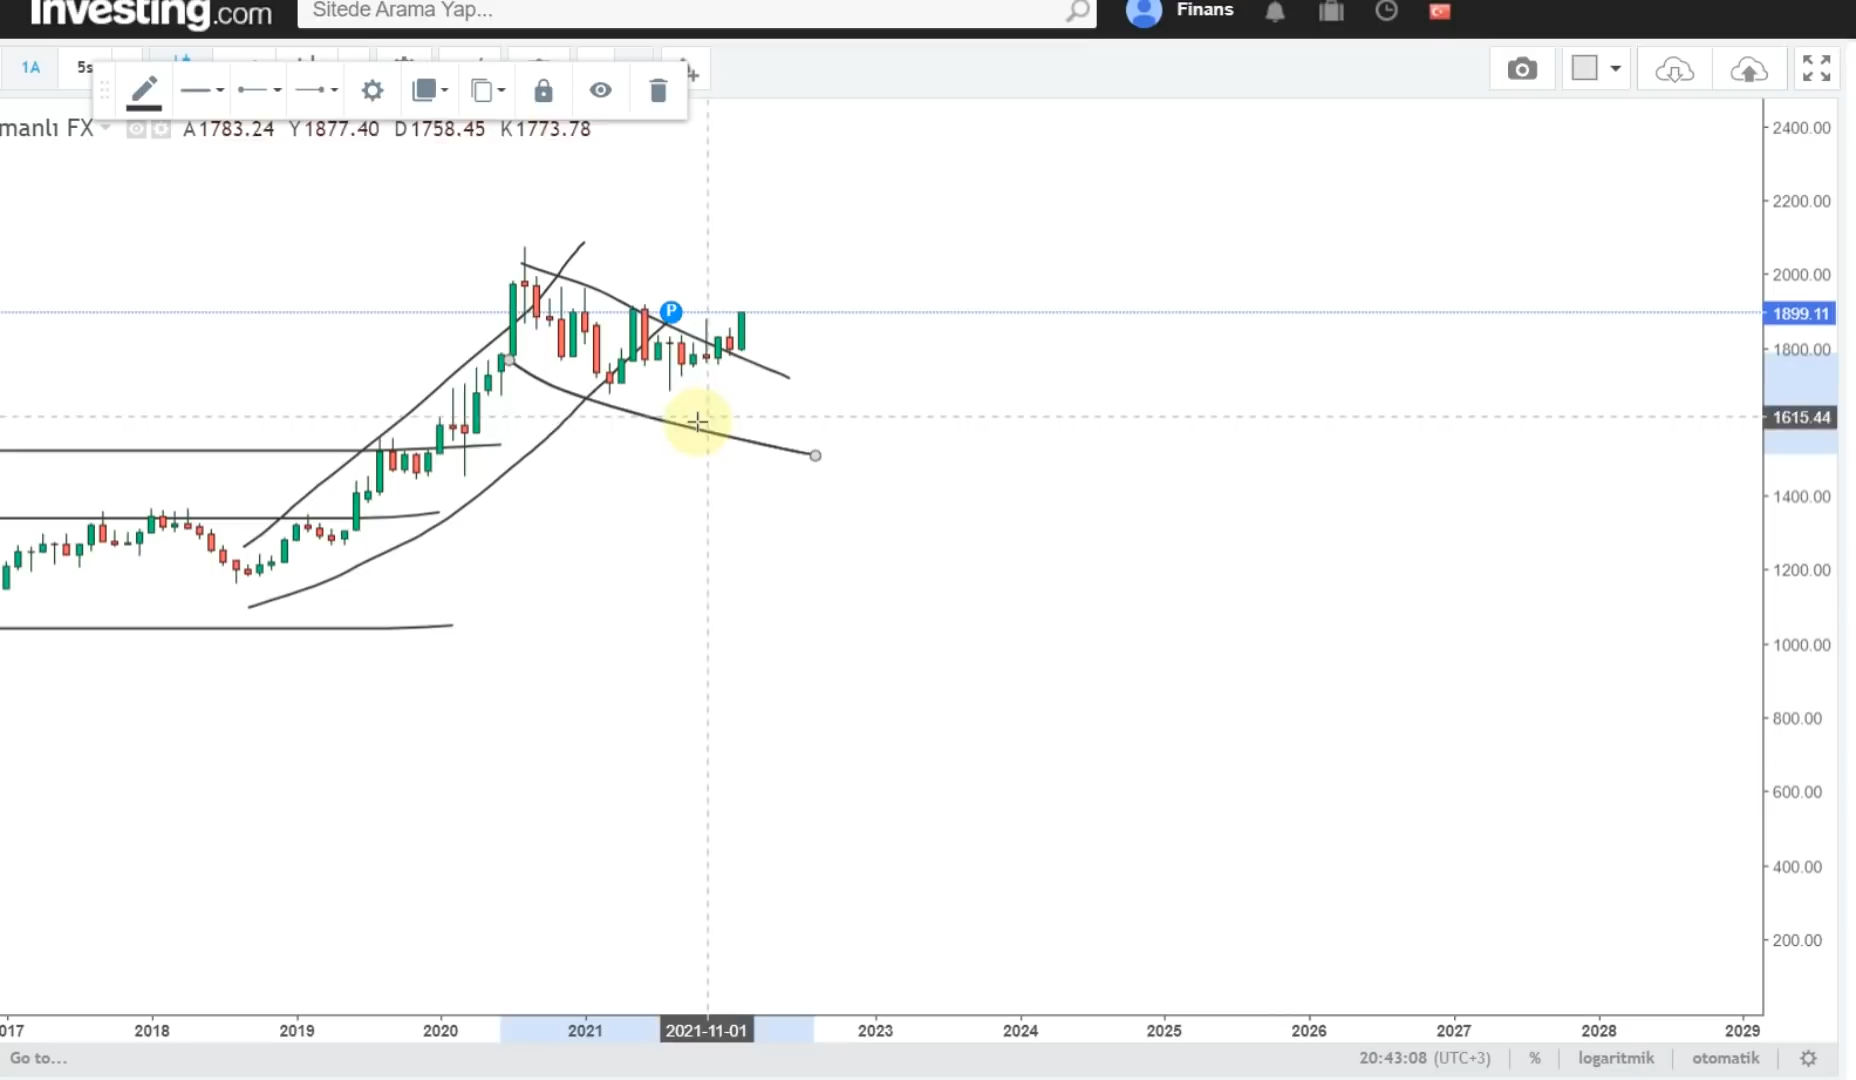 Investing.com
Sitede Arama Yap...
Finans
1A
manlı FX A1783.24 Y1877.40 D1758.45 K1773.78
P
2400.00
2200.00
2000.00
1899.11
1800.00
1615.44
1400.00
1200.00
1000.00
800.00
600.00
400.00
200.00
017 2018 2019 2020 2021 2021-11-01 2023 2024 2025 2026 2027 2028 2029
Go to... 20:43:08 (UTC+3) % logaritmik otomatik